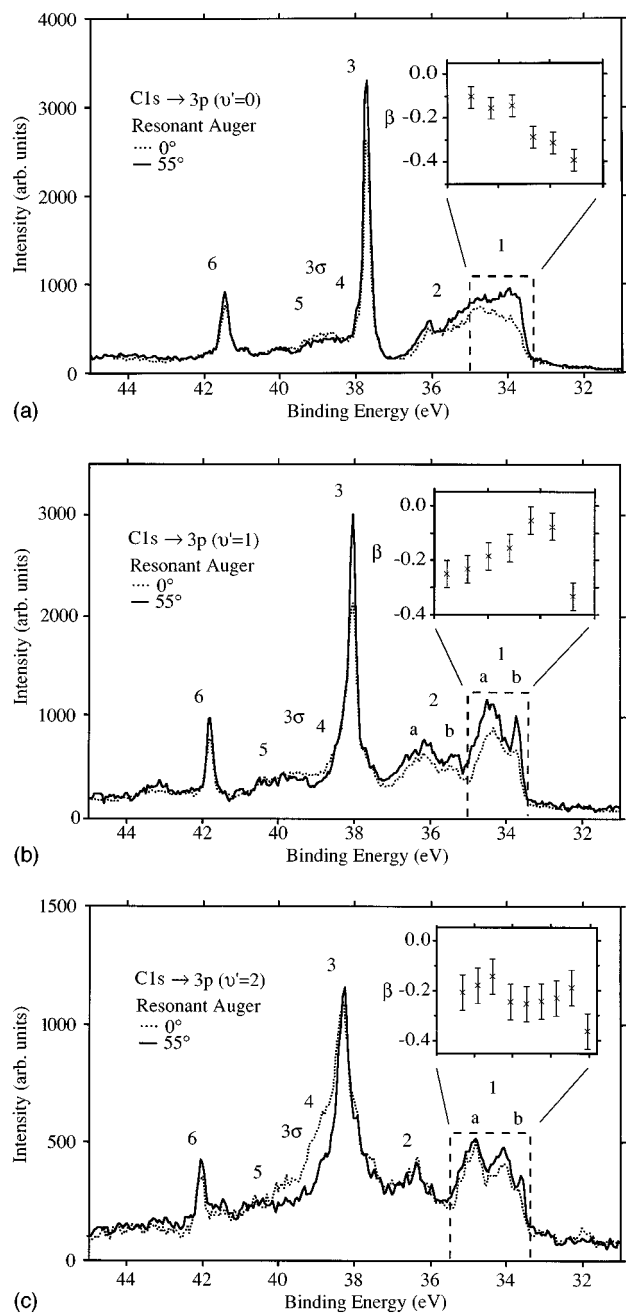 4000
C1s → 3p (υ'=0)
Resonant Auger
0°
55°
3
0.0
β
-0.2
-0.4
Intensity (arb. units)
3000
2000
1000
0
6
5
3σ
4
2
1
44 42 40 38 36 34 32
Binding Energy (eV)
(a)
C1s → 3p (υ'=1)
Resonant Auger
0°
55°
3
0.0
β
-0.2
-0.4
Intensity (arb. units)
3000
2000
1000
0
6
5
3σ
4
2
a
b
1
a
b
44 42 40 38 36 34 32
Binding Energy (eV)
(b)
1500
C1s → 3p (υ'=2)
Resonant Auger
0°
55°
3
0.0
β
-0.2
-0.4
Intensity (arb. units)
1000
500
0
6
5
3σ
4
2
1
a
b
44 42 40 38 36 34 32
Binding Energy (eV)
(c)